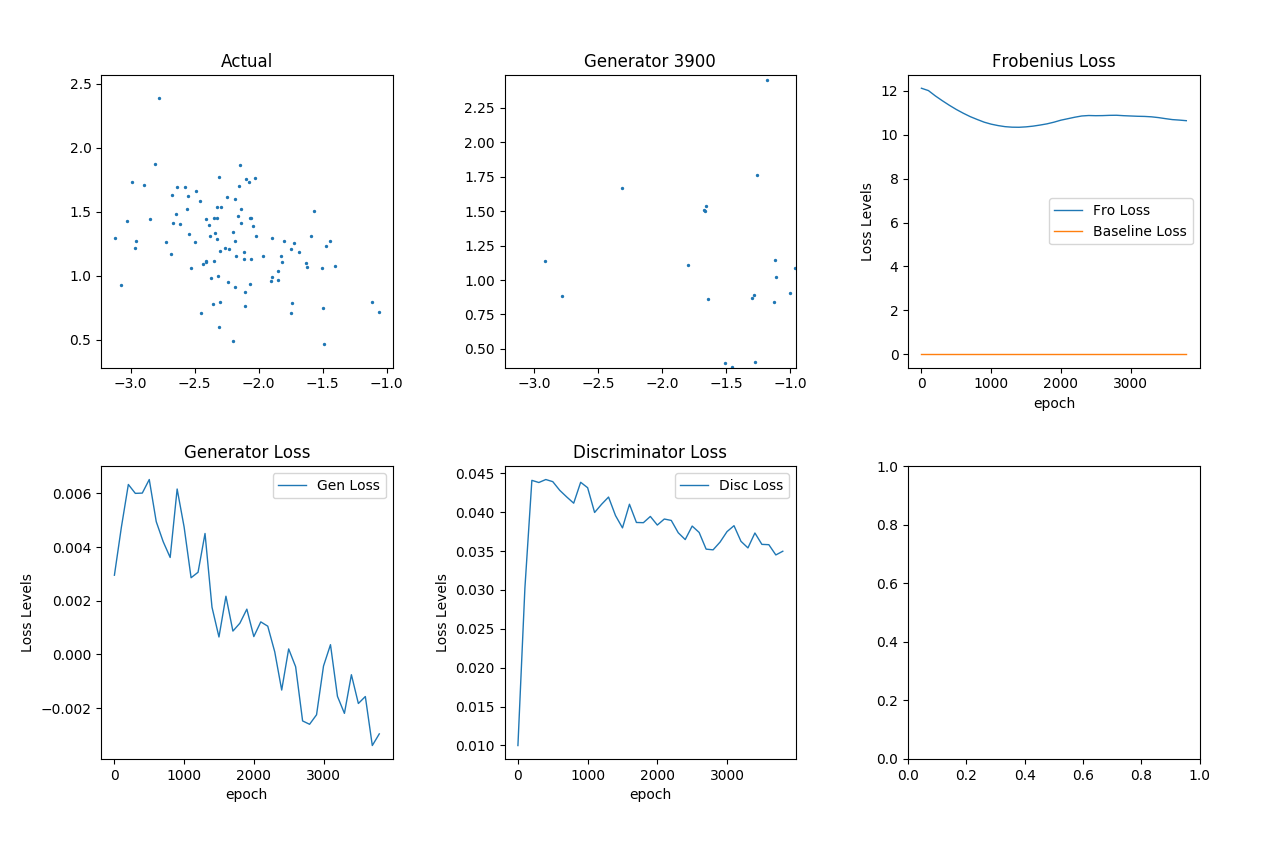 Actual
2.5
2.0
1.5
1.0
0.5
−3.0 −2.5 −2.0 −1.5 −1.0
Generator 3900
2.25
2.00
1.75
1.50
1.25
1.00
0.75
0.50
−3.0 −2.5 −2.0 −1.5 −1.0
Frobenius Loss
Loss Levels
12
10
8
6
4
2
0
Fro Loss
Baseline Loss
0 1000 2000 3000
epoch
Generator Loss
Loss Levels
0.006
0.004
0.002
0.000
−0.002
Gen Loss
0 1000 2000 3000
epoch
Discriminator Loss
Loss Levels
0.045
0.040
0.035
0.030
0.025
0.020
0.015
0.010
Disc Loss
0 1000 2000 3000
epoch
1.0
0.8
0.6
0.4
0.2
0.0
0.0 0.2 0.4 0.6 0.8 1.0